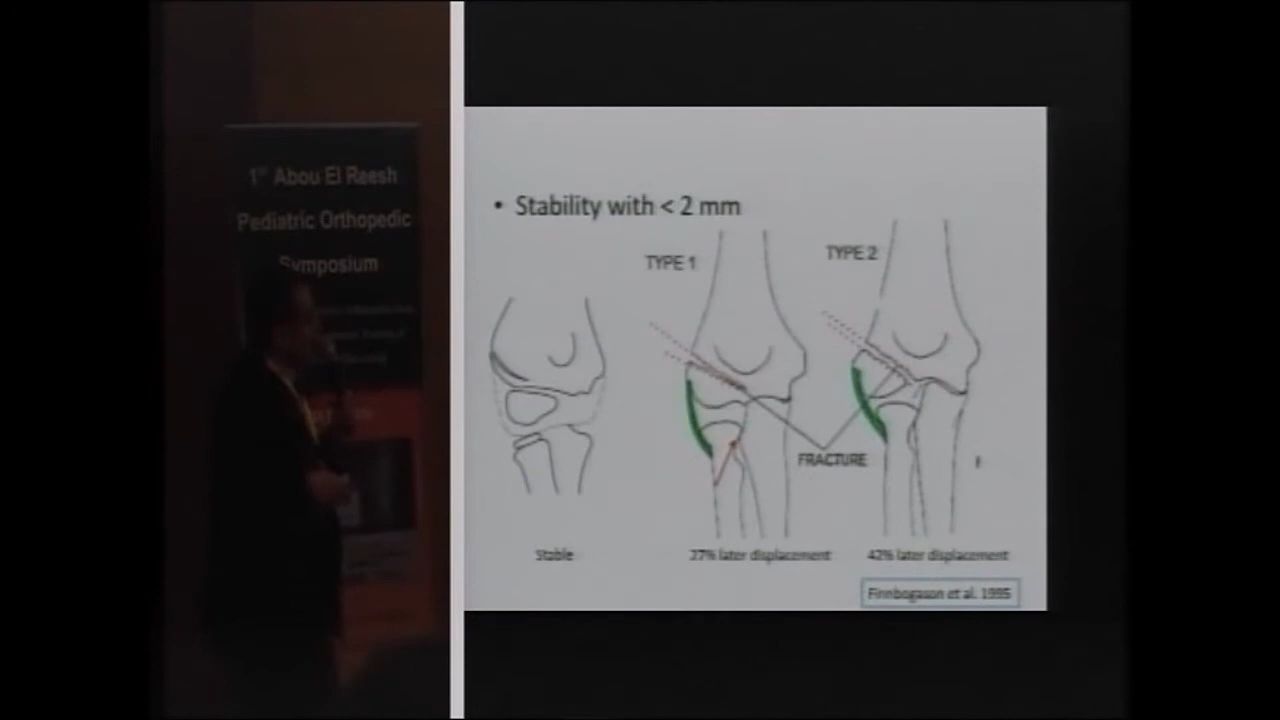 1st Abou El Reesh
Pediatric Orthopedic
Symposium
• Stability with < 2 mm
TYPE 1
TYPE 2
FRACTURE
Stable
27% later displacement
42% later displacement
Finnbogason et al. 1995